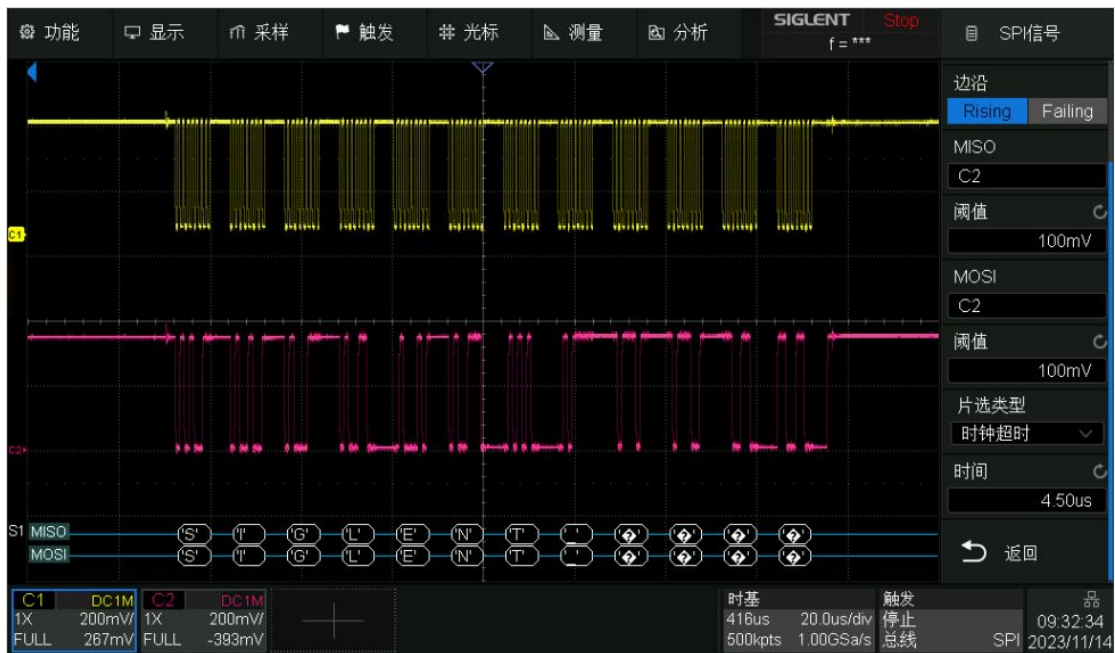 功能 显示 采样 触发 光标 测量 分析 SIGLENT Stop
f = *** SPI信号
边沿
Rising Failing
MISO
C2
阈值
100mV
MOSI
C2
阈值
100mV
片选类型
时钟超时
时间
4.50us
返回
C1
C2
S1 MISO 'S' 'I' 'G' 'L' 'E' 'N' 'T' '_' '�' '�' '�' '�'
MOSI 'S' 'I' 'G' 'L' 'E' 'N' 'T' '_' '�' '�' '�' '�'
C1 DC1M C2 DC1M 时基 触发
1X 200mV/ 1X 200mV/ 416us 20.0us/div 停止 09:32:34
FULL 267mV FULL -393mV 500kpts 1.00GSa/s 总线 SPI 2023/11/14